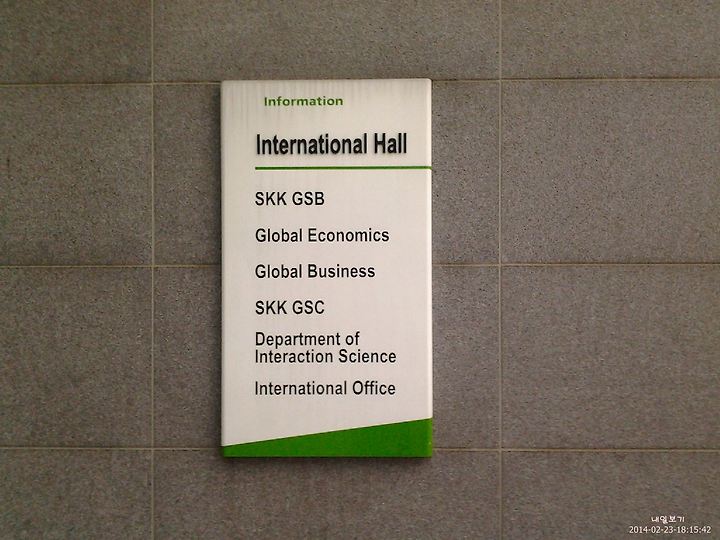 Information
International Hall
SKK GSB
Global Economics
Global Business
SKK GSC
Department of
Interaction Science
International Office
내일보기
2014-02-23-18:15:42